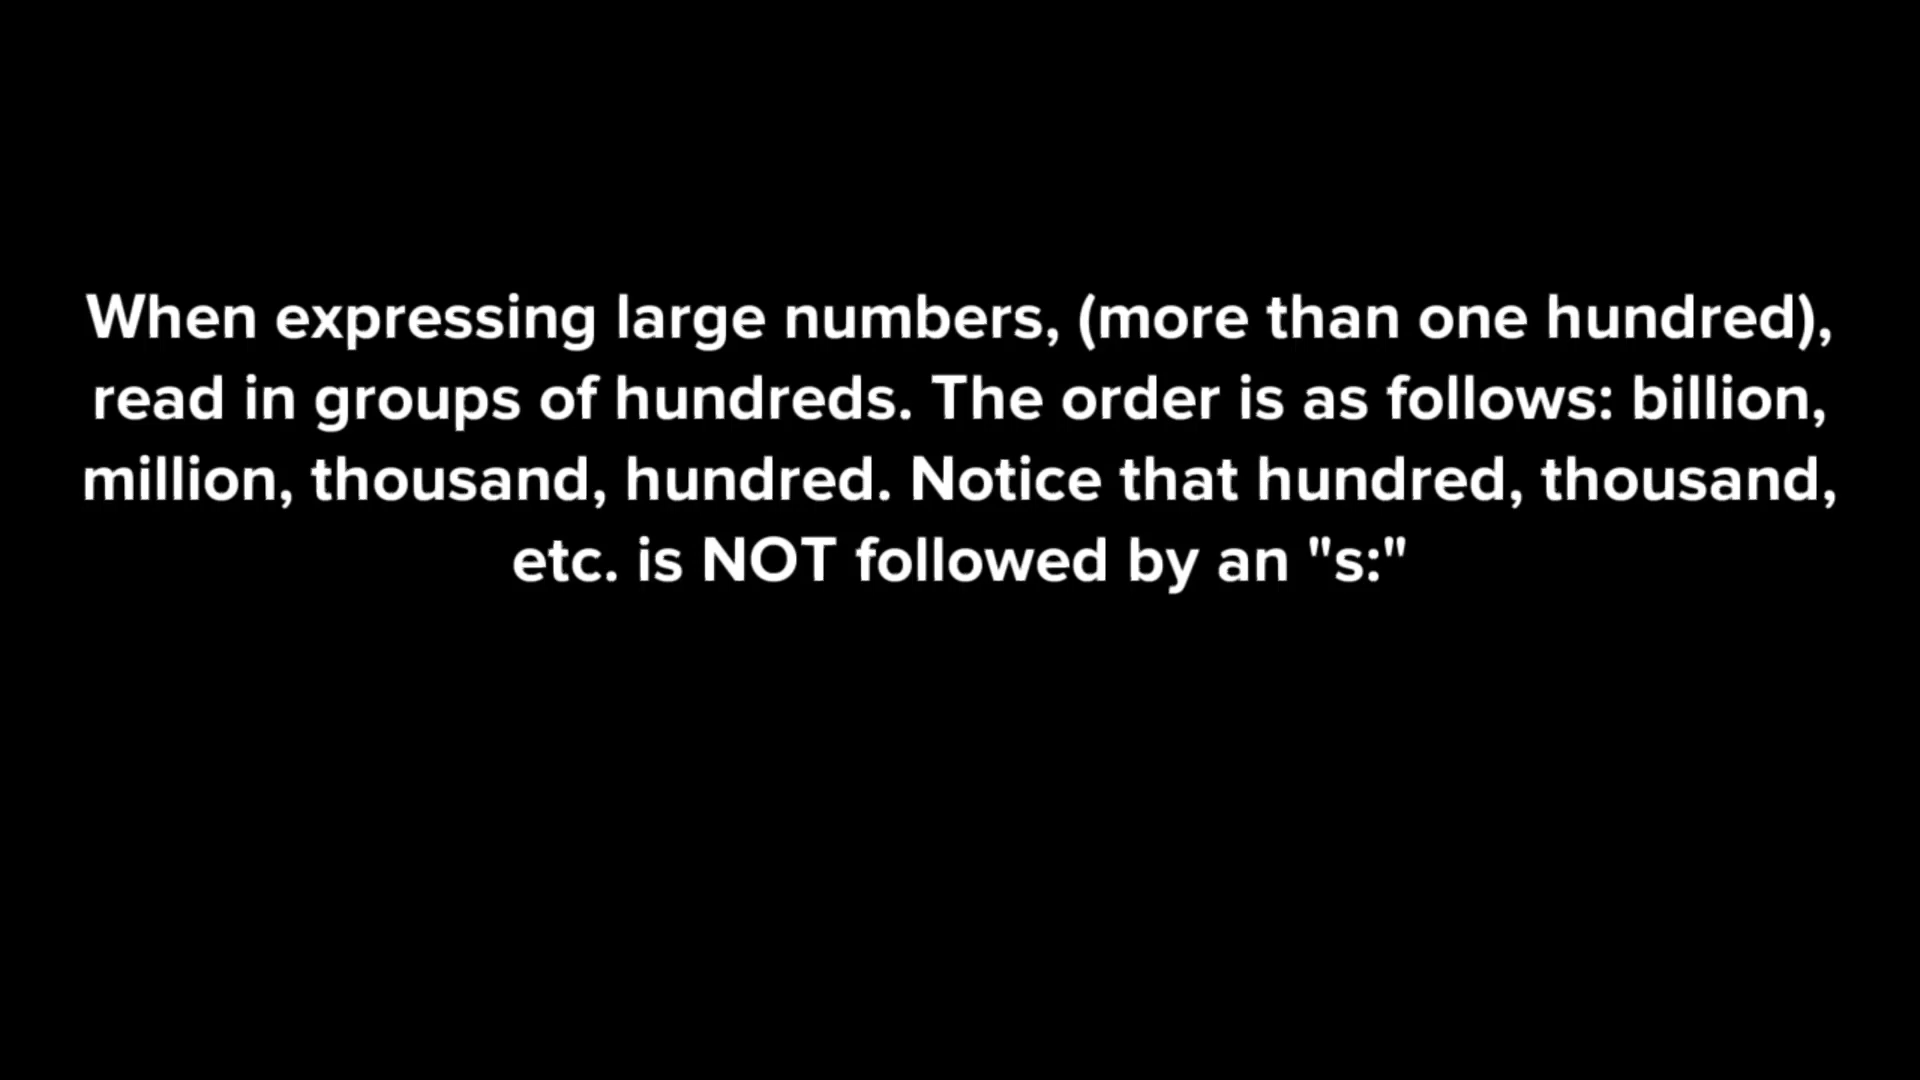 When expressing large numbers, (more than one hundred),
read in groups of hundreds. The order is as follows: billion,
million, thousand, hundred. Notice that hundred, thousand,
etc. is NOT followed by an "s:"